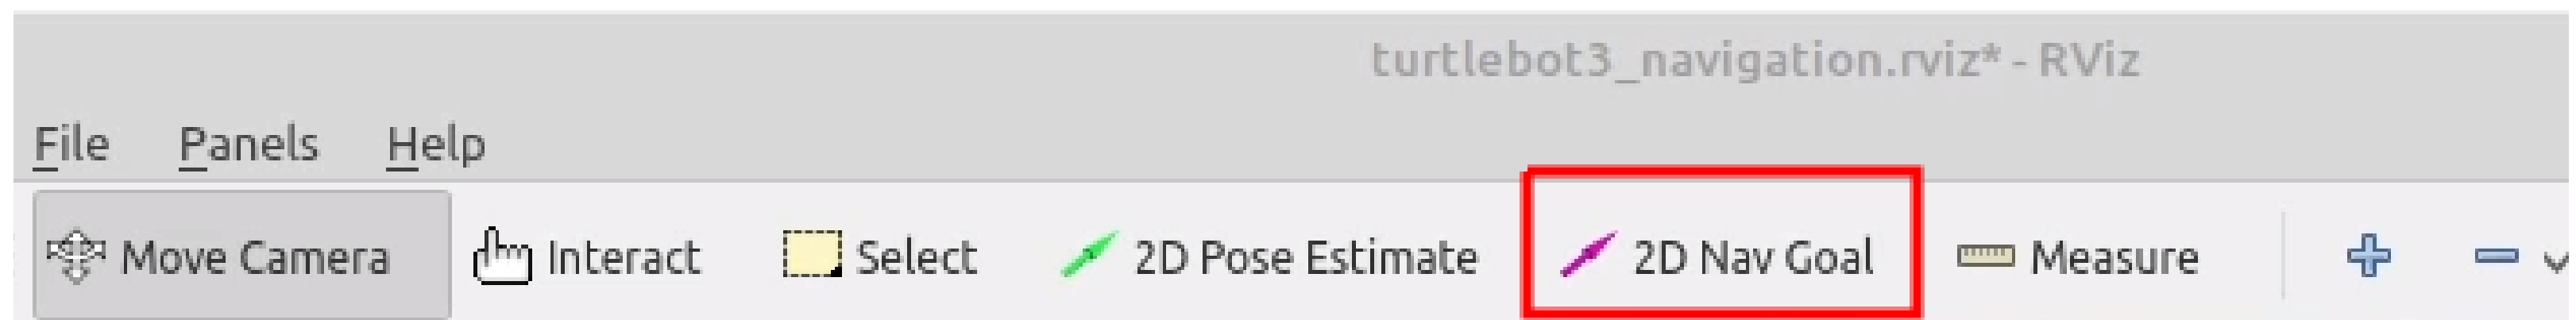 turtlebot3_navigation.rviz* - RViz
File Panels Help
Move Camera Interact Select 2D Pose Estimate 2D Nav Goal Measure